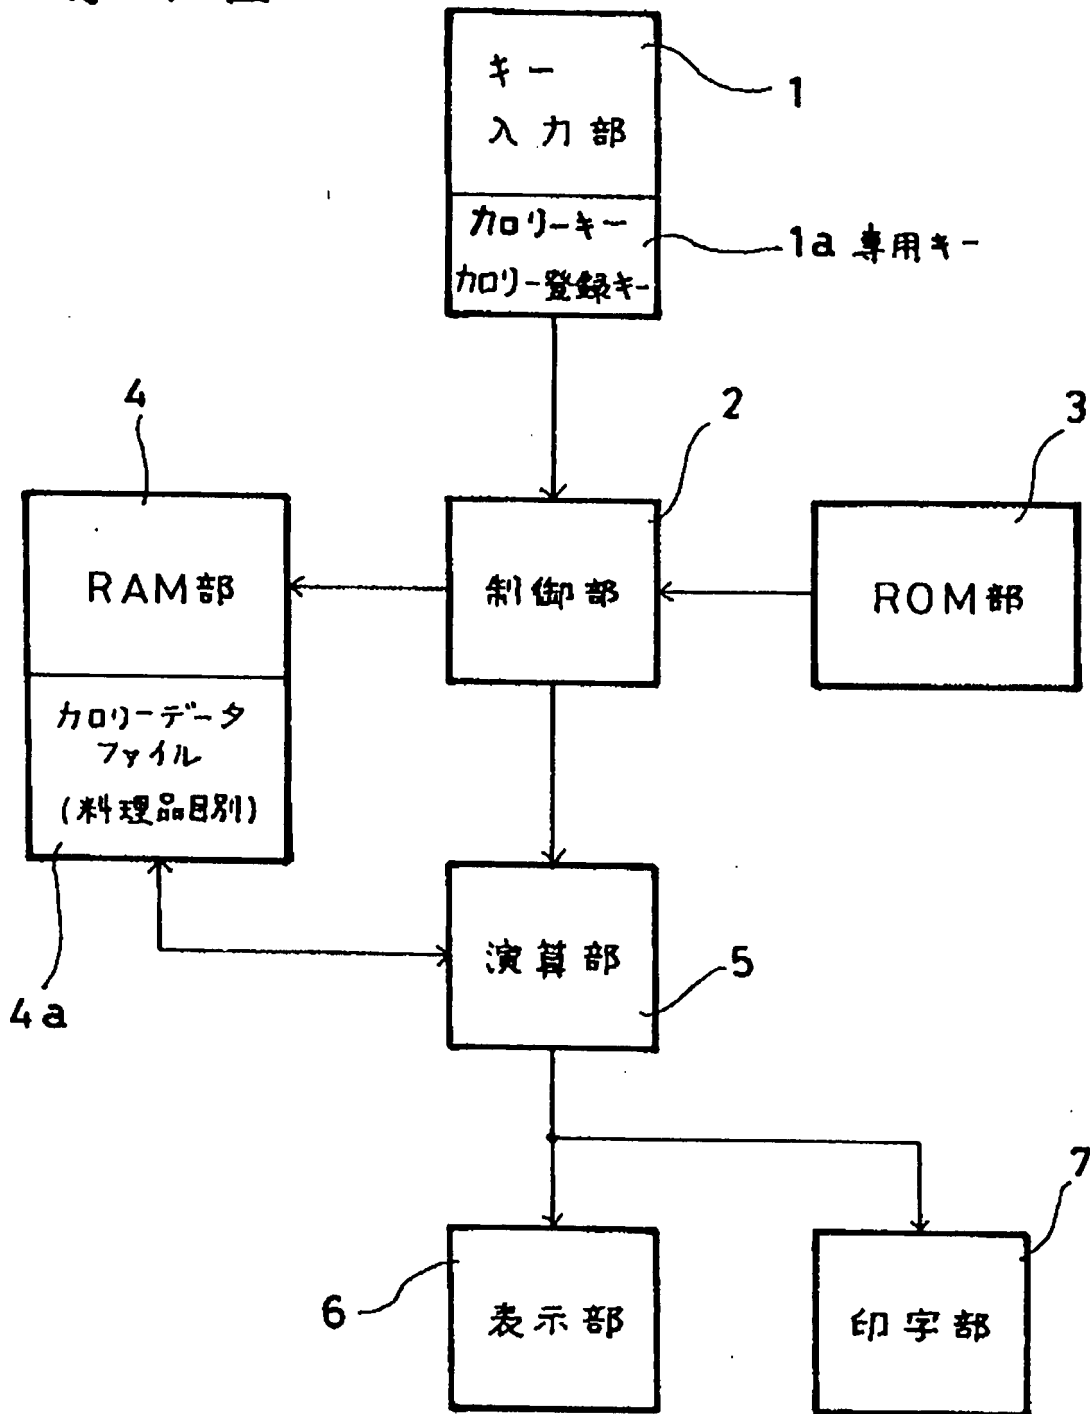 キー
入力部
1
カロリーキー
カロリー登録キー
1a 専用キー
4
2
3
RAM部
制御部
ROM部
カロリーデータ
ファイル
(料理品目別)
演算部
5
4a
7
6
表示部
印字部